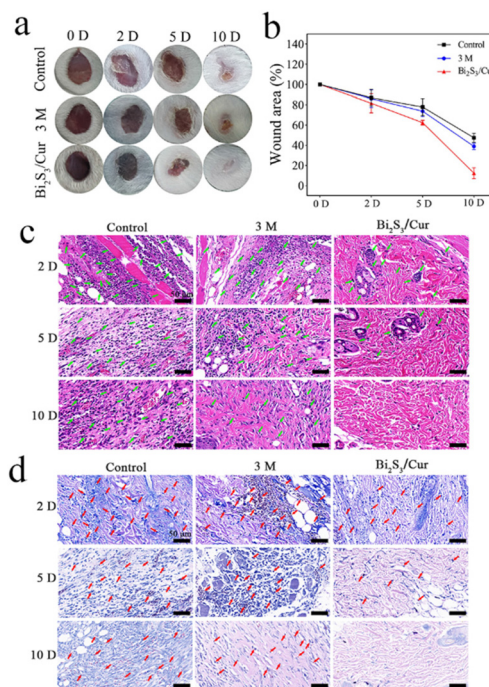 a
0 D 2 D 5 D 10 D
Control
3 M
Bi₂S₃/Cur
b
Wound area (%)
140
120
100
80
60
40
20
0
0 D 2 D 5 D 10 D
Control
3 M
Bi₂S₃/Cur
c
Control 3 M Bi₂S₃/Cur
2 D
5 D
10 D
d
Control 3 M Bi₂S₃/Cur
2 D
50 μm
5 D
10 D